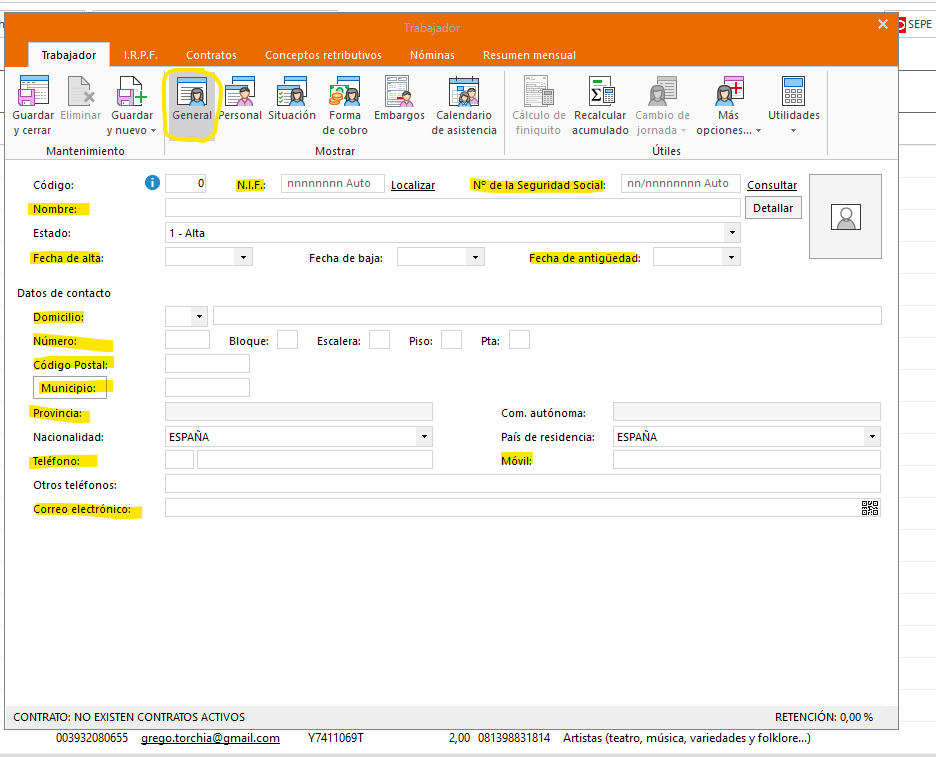 Trabajador
SEPE
Trabajador I.R.P.F. Contratos Conceptos retributivos Nóminas Resumen mensual
Guardar y cerrar
Eliminar
Guardar y nuevo
General
Personal
Situación
Forma de cobro
Embargos
Calendario de asistencia
Cálculo de finiquito
Recalcular acumulado
Cambio de jornada
Más opciones...
Utilidades
Mantenimiento Mostrar Útiles
Código: 0 N.I.F.: nnnnnnnn Auto Localizar Nº de la Seguridad Social: nn/nnnnnnnn Auto Consultar
Nombre: Detallar
Estado: 1 - Alta
Fecha de alta: Fecha de baja: Fecha de antigüedad:
Datos de contacto
Domicilio:
Número: Bloque: Escalera: Piso: Pta:
Código Postal:
Municipio:
Provincia: Com. autónoma:
Nacionalidad: ESPAÑA País de residencia: ESPAÑA
Teléfono: Móvil:
Otros teléfonos:
Correo electrónico:
CONTRATO: NO EXISTEN CONTRATOS ACTIVOS RETENCIÓN: 0,00 %
003932080655 grego.torchia@gmail.com Y7411069T 2,00 081398831814 Artistas (teatro, música, variedades y folklore...)